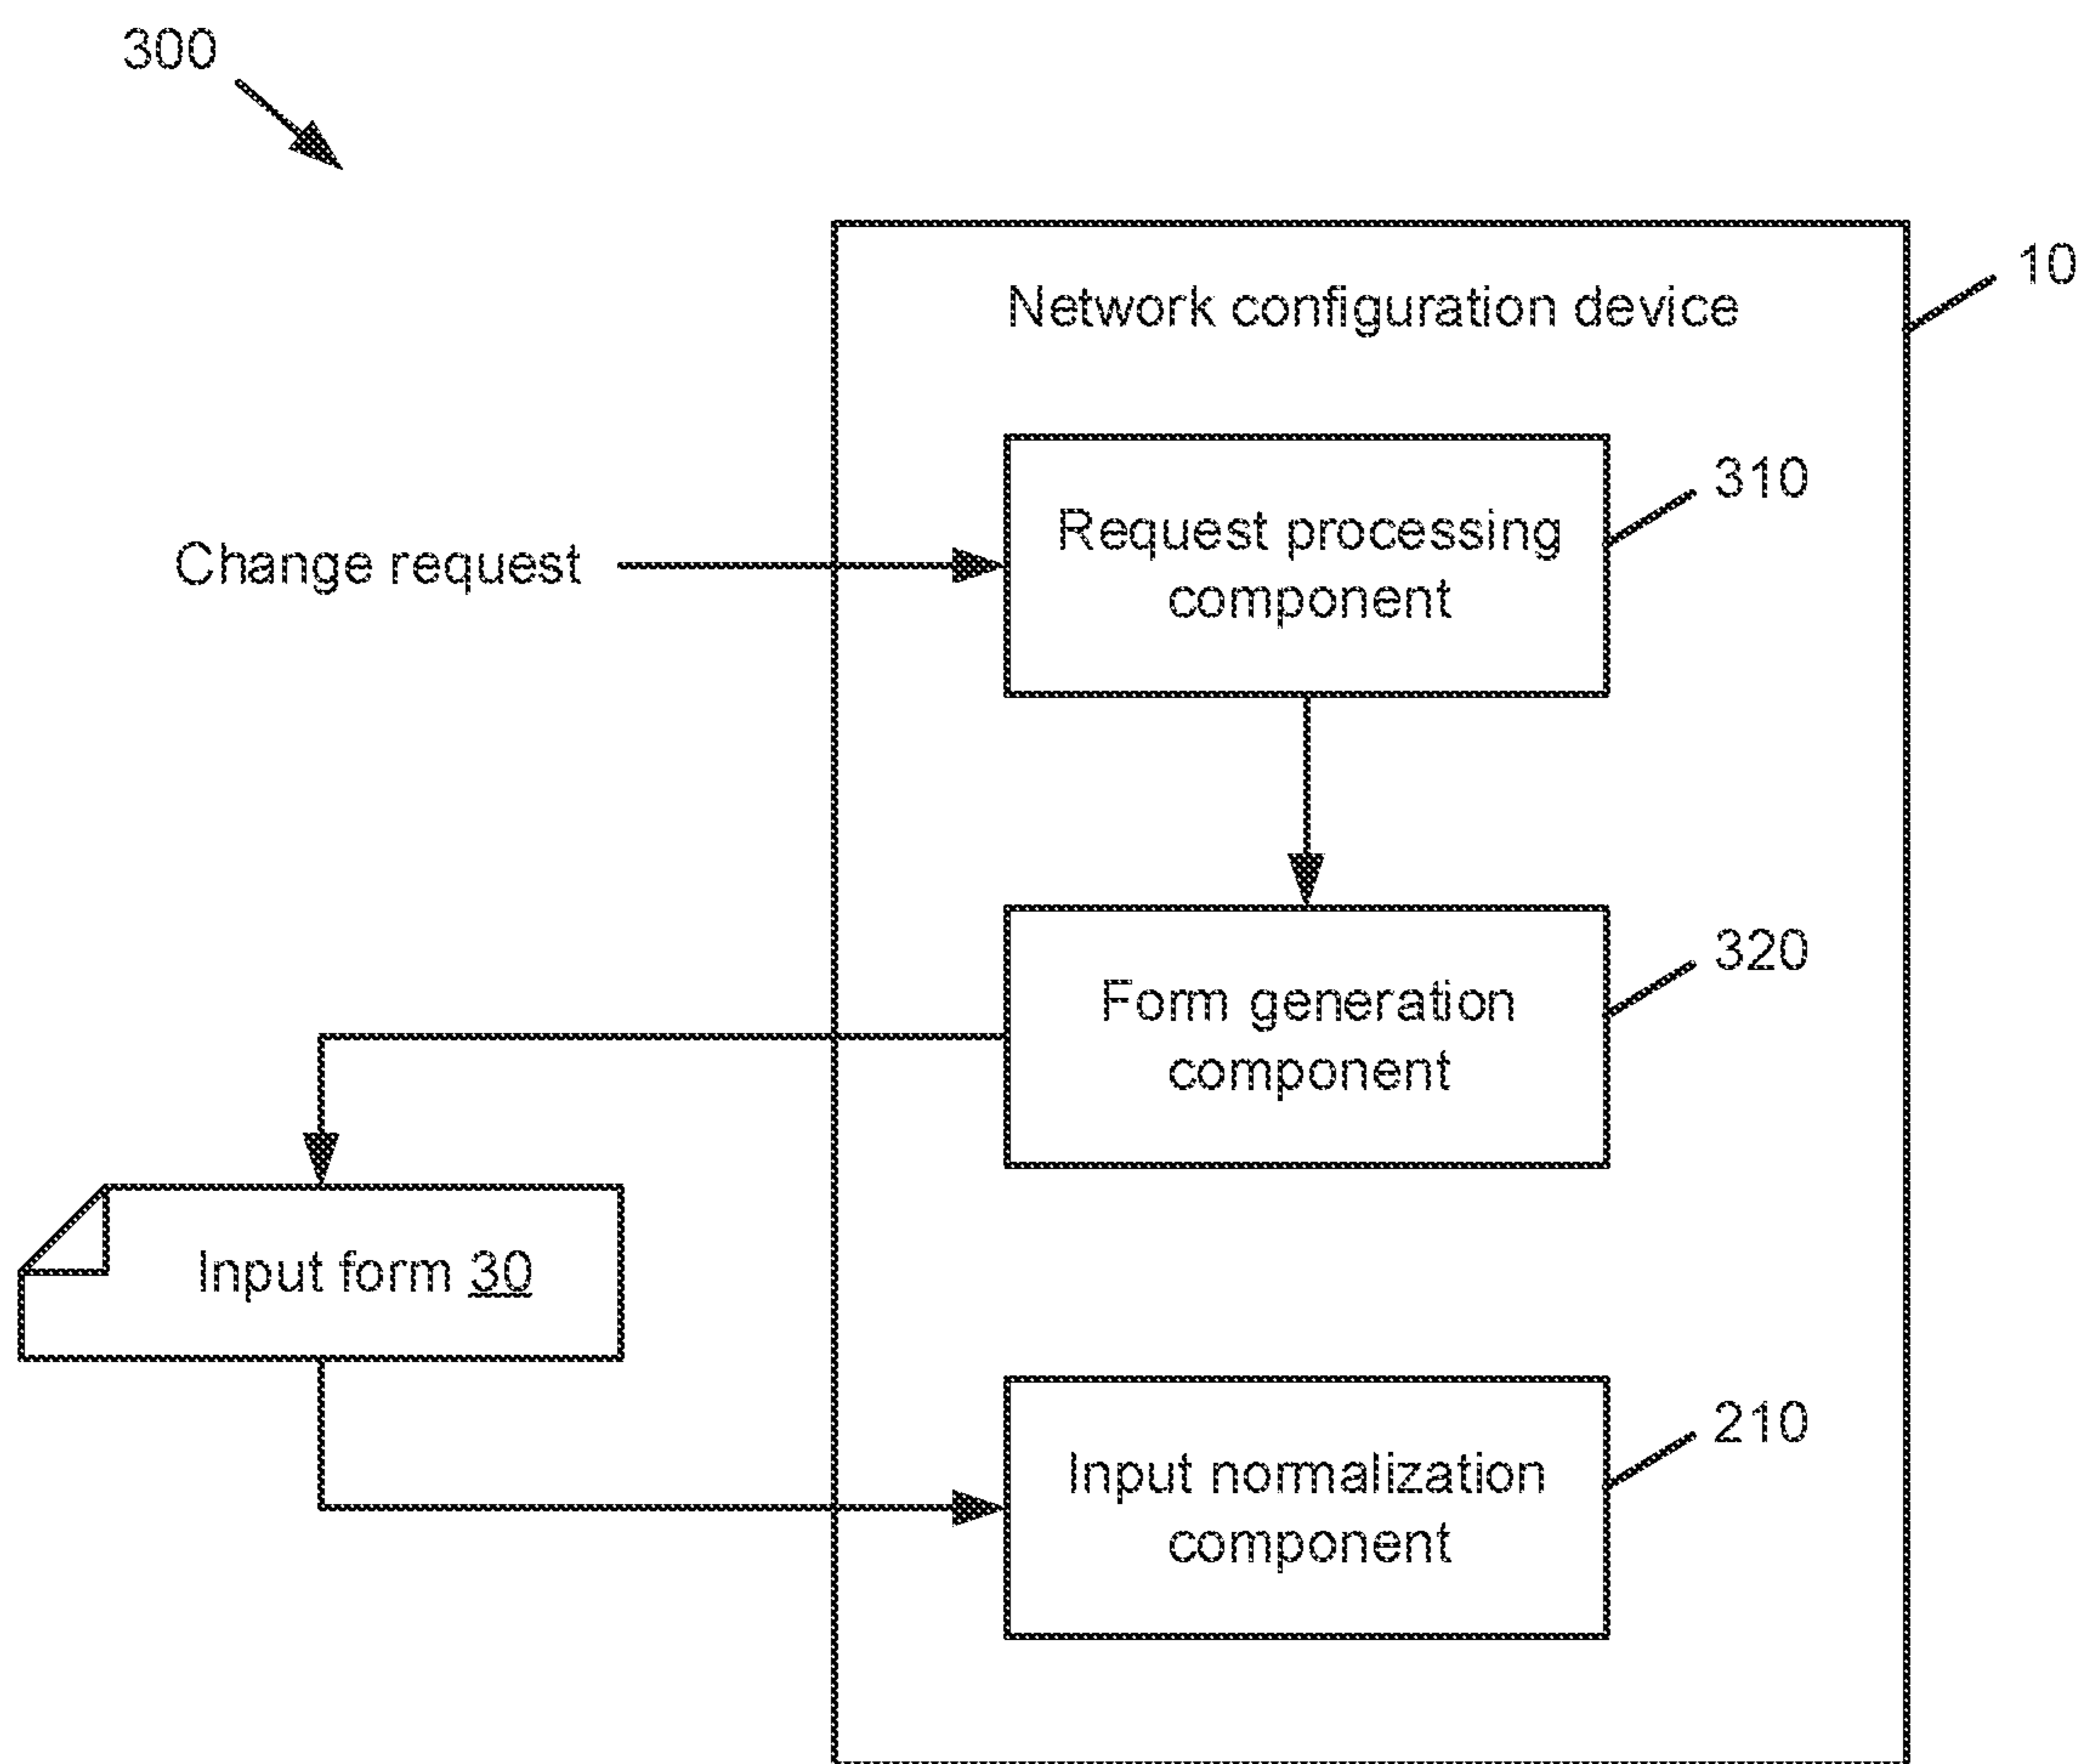 300
10
Network configuration device
310
Request processing
component
Change request
320
Form generation
component
Input form 30
210
Input normalization
component